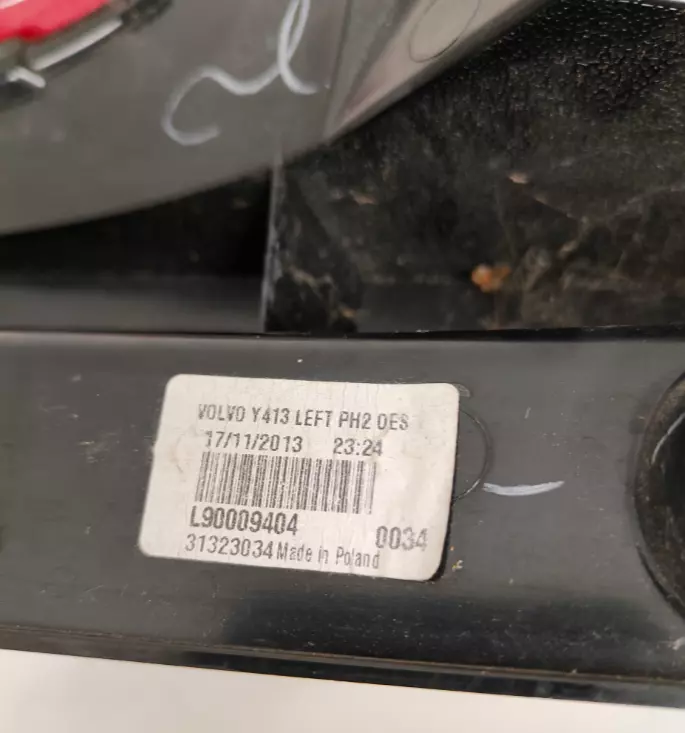 VOLVO Y413 LEFT PH2 OES
17/11/2013 23:24
L90009404 0034
31323034 Made in Poland